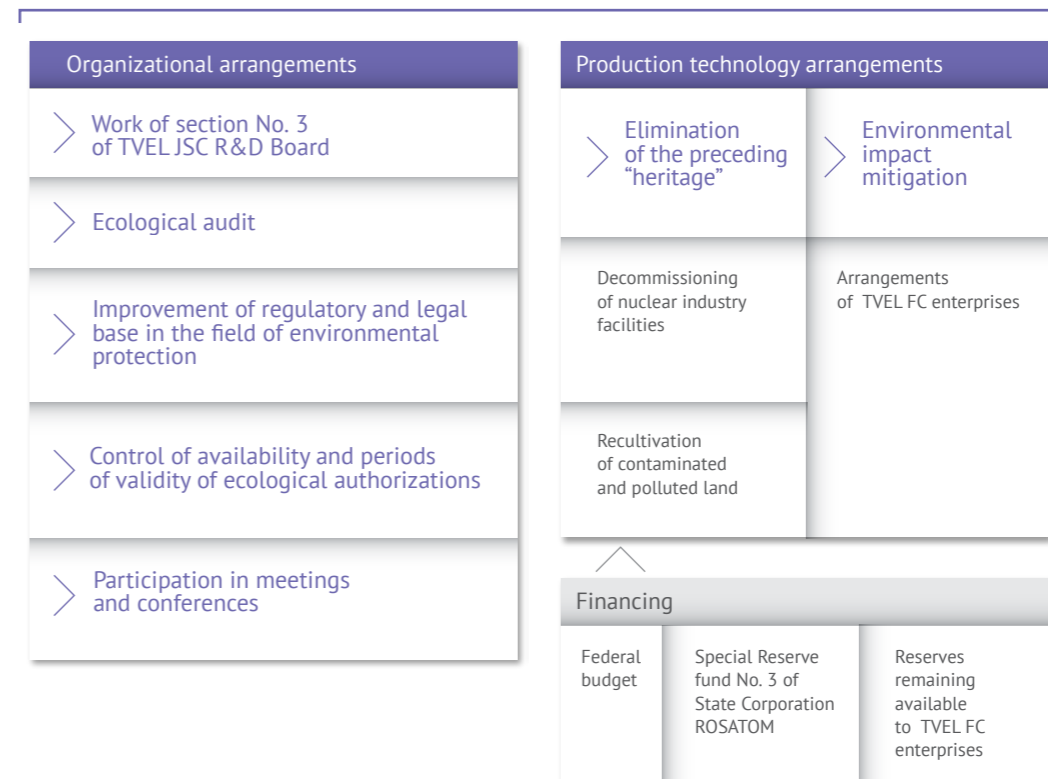 Organizational arrangements
Work of section No. 3
of TVEL JSC R&D Board
Ecological audit
Improvement of regulatory and legal
base in the field of environmental
protection
Control of availability and periods
of validity of ecological authorizations
Participation in meetings
and conferences
Production technology arrangements
Elimination
of the preceding
“heritage”
Environmental
impact
mitigation
Decommissioning
of nuclear industry
facilities
Arrangements
of TVEL FC enterprises
Recultivation
of contaminated
and polluted land
Financing
Federal
budget
Special Reserve
fund No. 3 of
State Corporation
ROSATOM
Reserves
remaining
available
to TVEL FC
enterprises